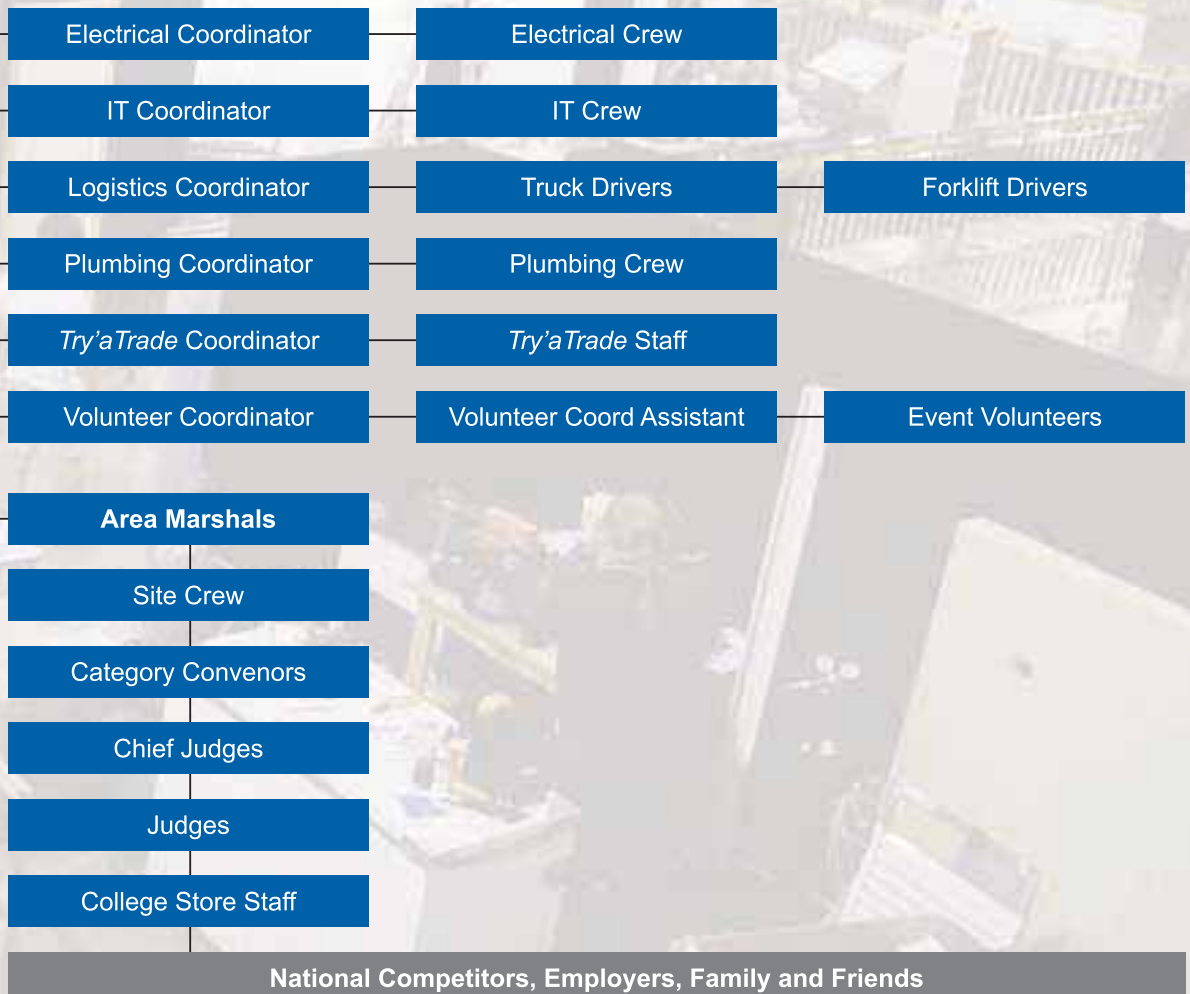 Electrical Coordinator
Electrical Crew
IT Coordinator
IT Crew
Logistics Coordinator
Truck Drivers
Forklift Drivers
Plumbing Coordinator
Plumbing Crew
Try’aTrade Coordinator
Try’aTrade Staff
Volunteer Coordinator
Volunteer Coord Assistant
Event Volunteers
Area Marshals
Site Crew
Category Convenors
Chief Judges
Judges
College Store Staff
National Competitors, Employers, Family and Friends